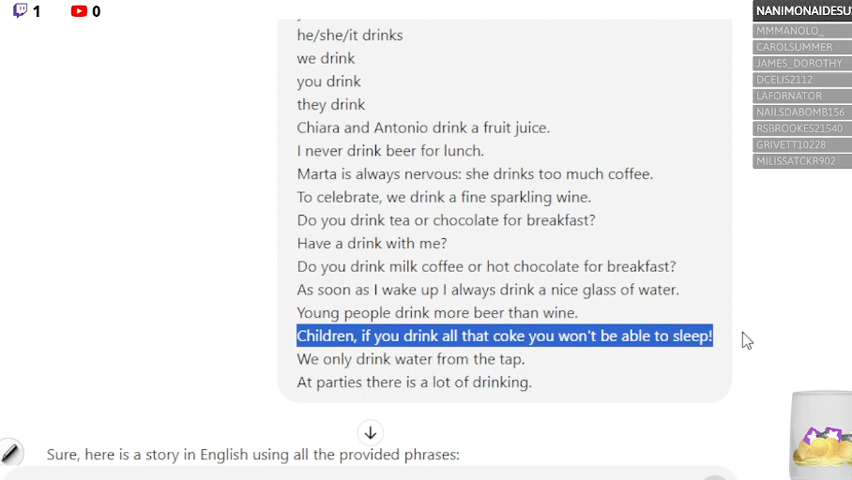 1
0
NANIMONAIDESU
MMMANOLO_
CAROLSUMMER
JAMES_DOROTHY
DCELIS2112
LAFORNATOR
NAILSDABOMB156
RSBROOKES21540
GRIVETT10228
MILISSATCKR902
he/she/it drinks
we drink
you drink
they drink
Chiara and Antonio drink a fruit juice.
I never drink beer for lunch.
Marta is always nervous: she drinks too much coffee.
To celebrate, we drink a fine sparkling wine.
Do you drink tea or chocolate for breakfast?
Have a drink with me?
Do you drink milk coffee or hot chocolate for breakfast?
As soon as I wake up I always drink a nice glass of water.
Young people drink more beer than wine.
Children, if you drink all that coke you won't be able to sleep!
We only drink water from the tap.
At parties there is a lot of drinking.
Sure, here is a story in English using all the provided phrases: